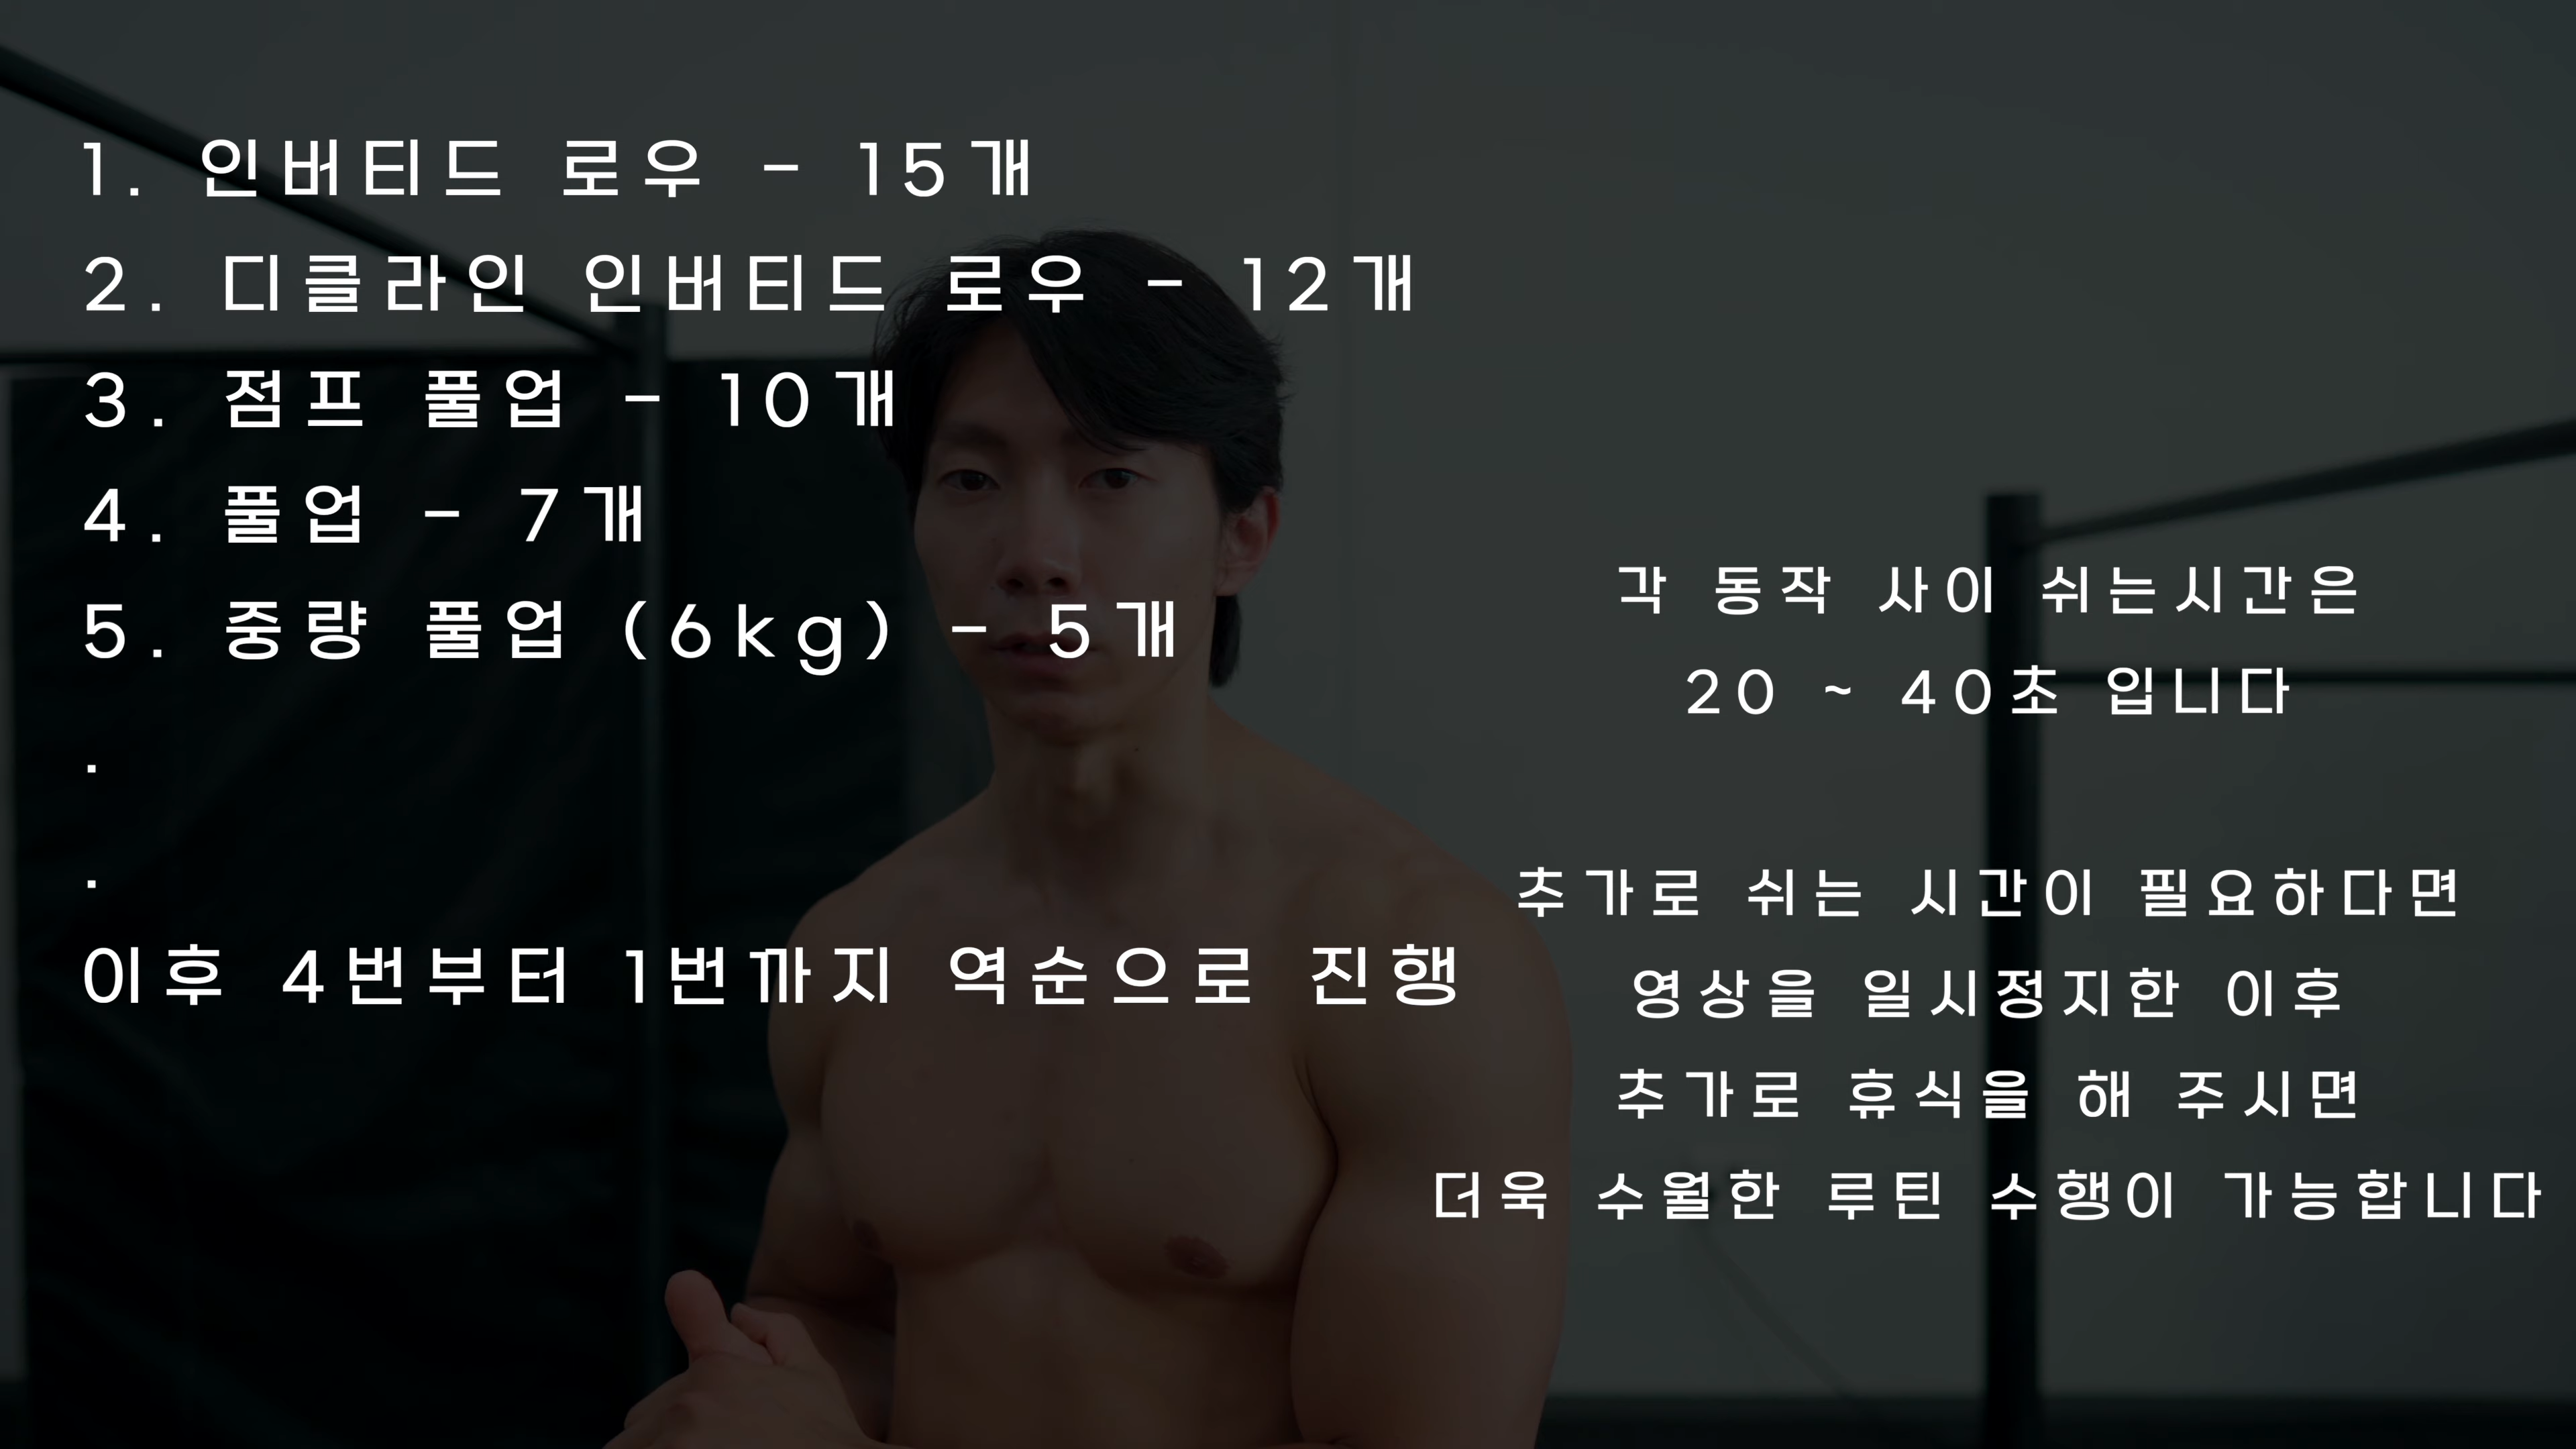 1. 인버티드 로우 - 15개
2. 디클라인 인버티드 로우 - 12개
3. 점프 풀업 - 10개
4. 풀업 - 7개
5. 중량 풀업 (6kg) - 5개
.
.
이후 4번부터 1번까지 역순으로 진행
각 동작 사이 쉬는시간은
20 ~ 40초 입니다
추가로 쉬는 시간이 필요하다면
영상을 일시정지한 이후
추가로 휴식을 해 주시면
더욱 수월한 루틴 수행이 가능합니다